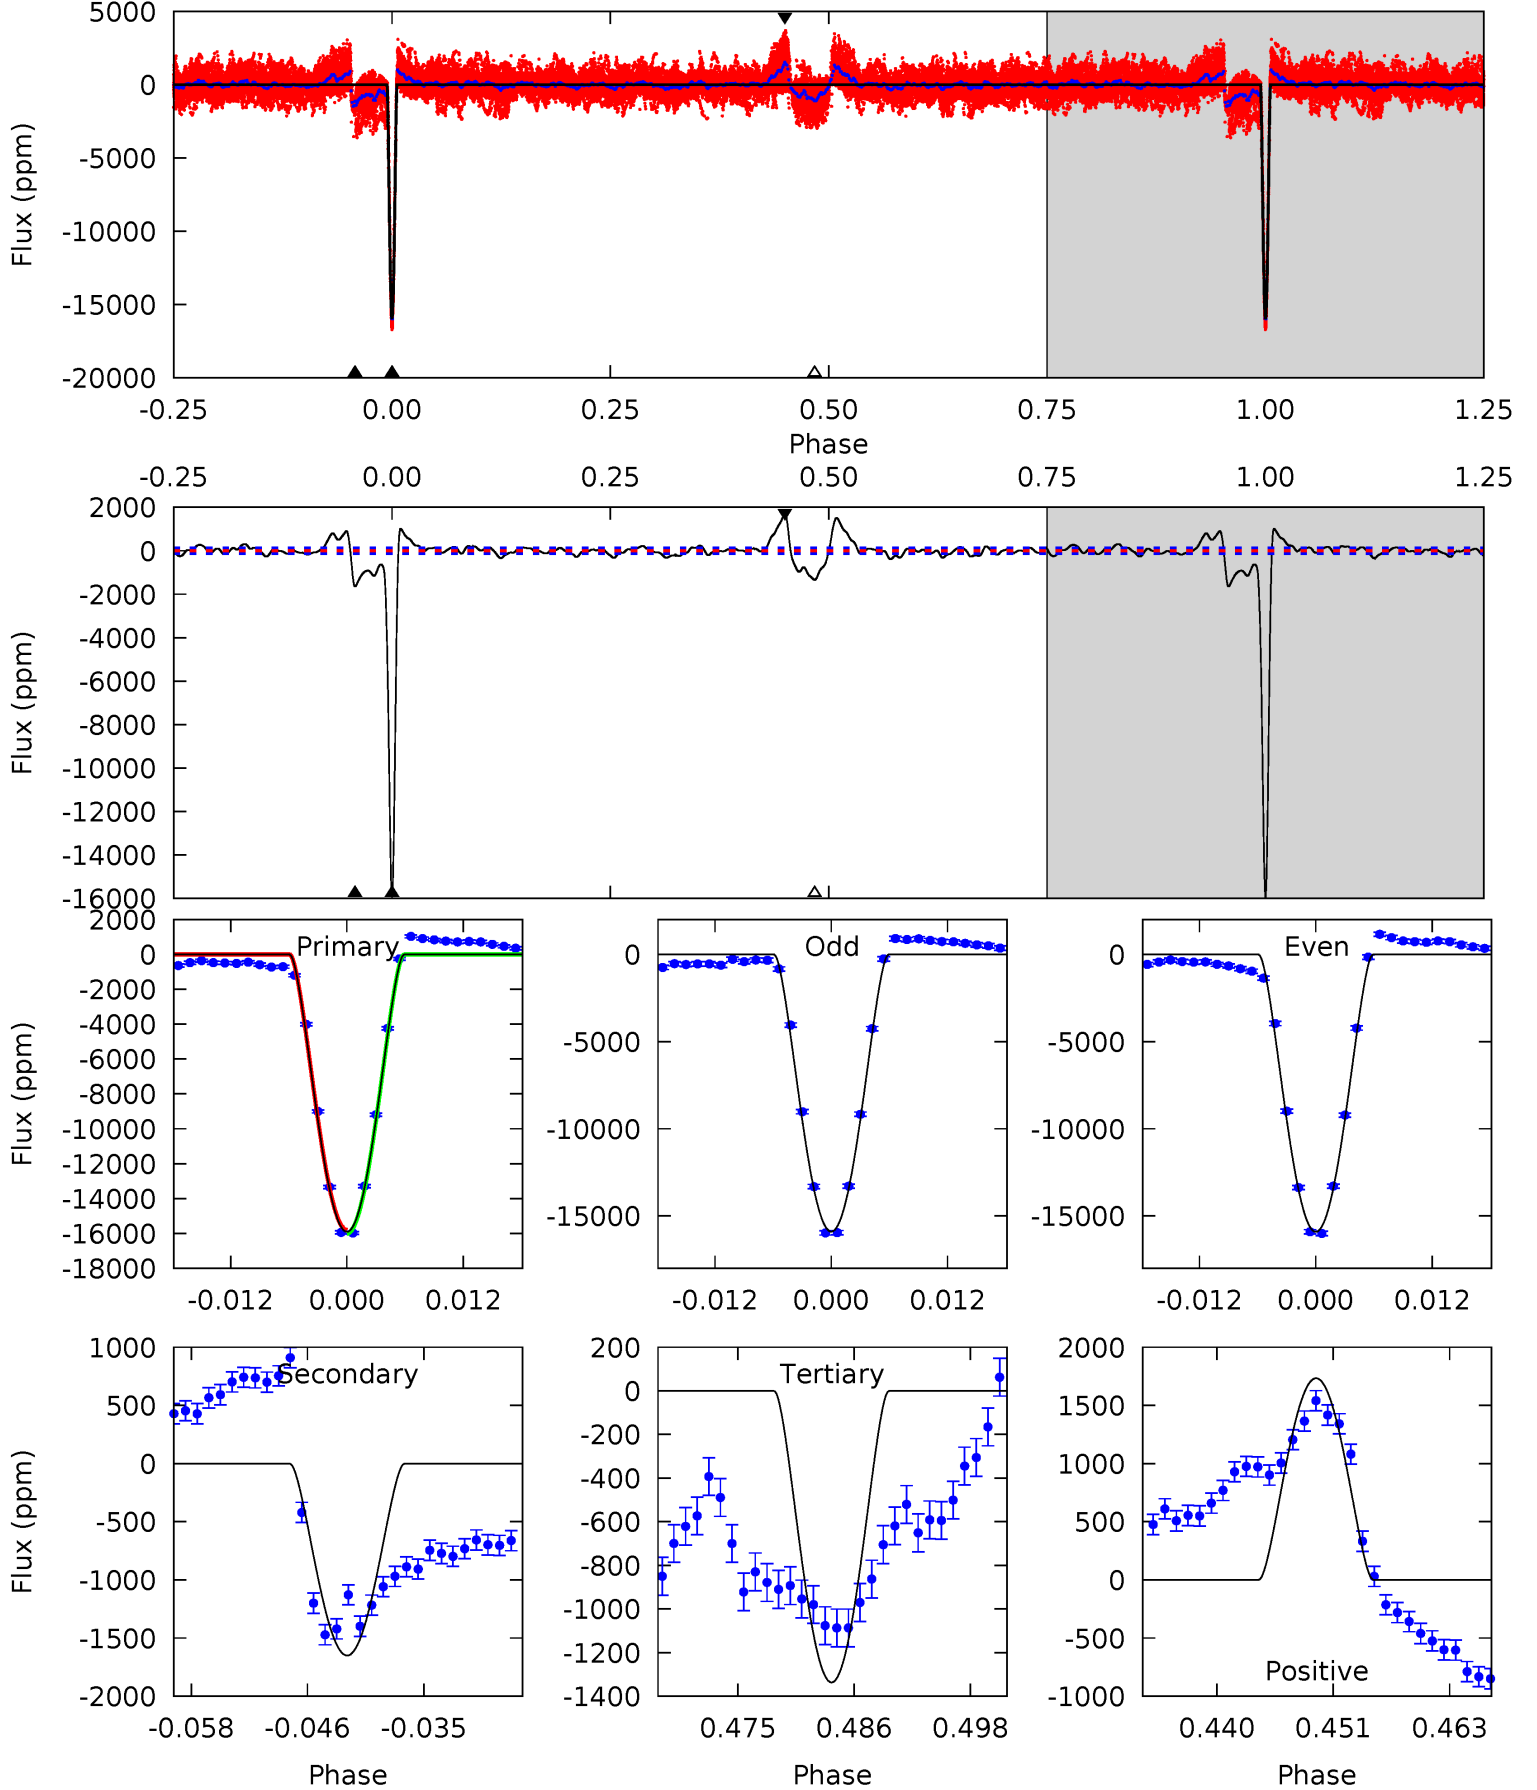 5000
0
-5000
-10000
-15000
-20000
Flux (ppm)
-0.25 0.00 0.25 0.50 0.75 1.00 1.25
Phase
-0.25 0.00 0.25 0.50 0.75 1.00 1.25
2000
0
-2000
-4000
-6000
-8000
-10000
-12000
-14000
-16000
Flux (ppm)
2000
0
-2000
-4000
-6000
-8000
-10000
-12000
-14000
-16000
-18000
Flux (ppm)
Primary
-0.012 0.000 0.012
0
-5000
-10000
-15000
Odd
-0.012 0.000 0.012
0
-5000
-10000
-15000
Even
-0.012 0.000 0.012
1000
500
0
-500
-1000
-1500
-2000
Flux (ppm)
Secondary
-0.058 -0.046 -0.035
Phase
200
0
-200
-400
-600
-800
-1000
-1200
-1400
Tertiary
0.475 0.486 0.498
Phase
2000
1500
1000
500
0
-500
-1000
Positive
0.440 0.451 0.463
Phase